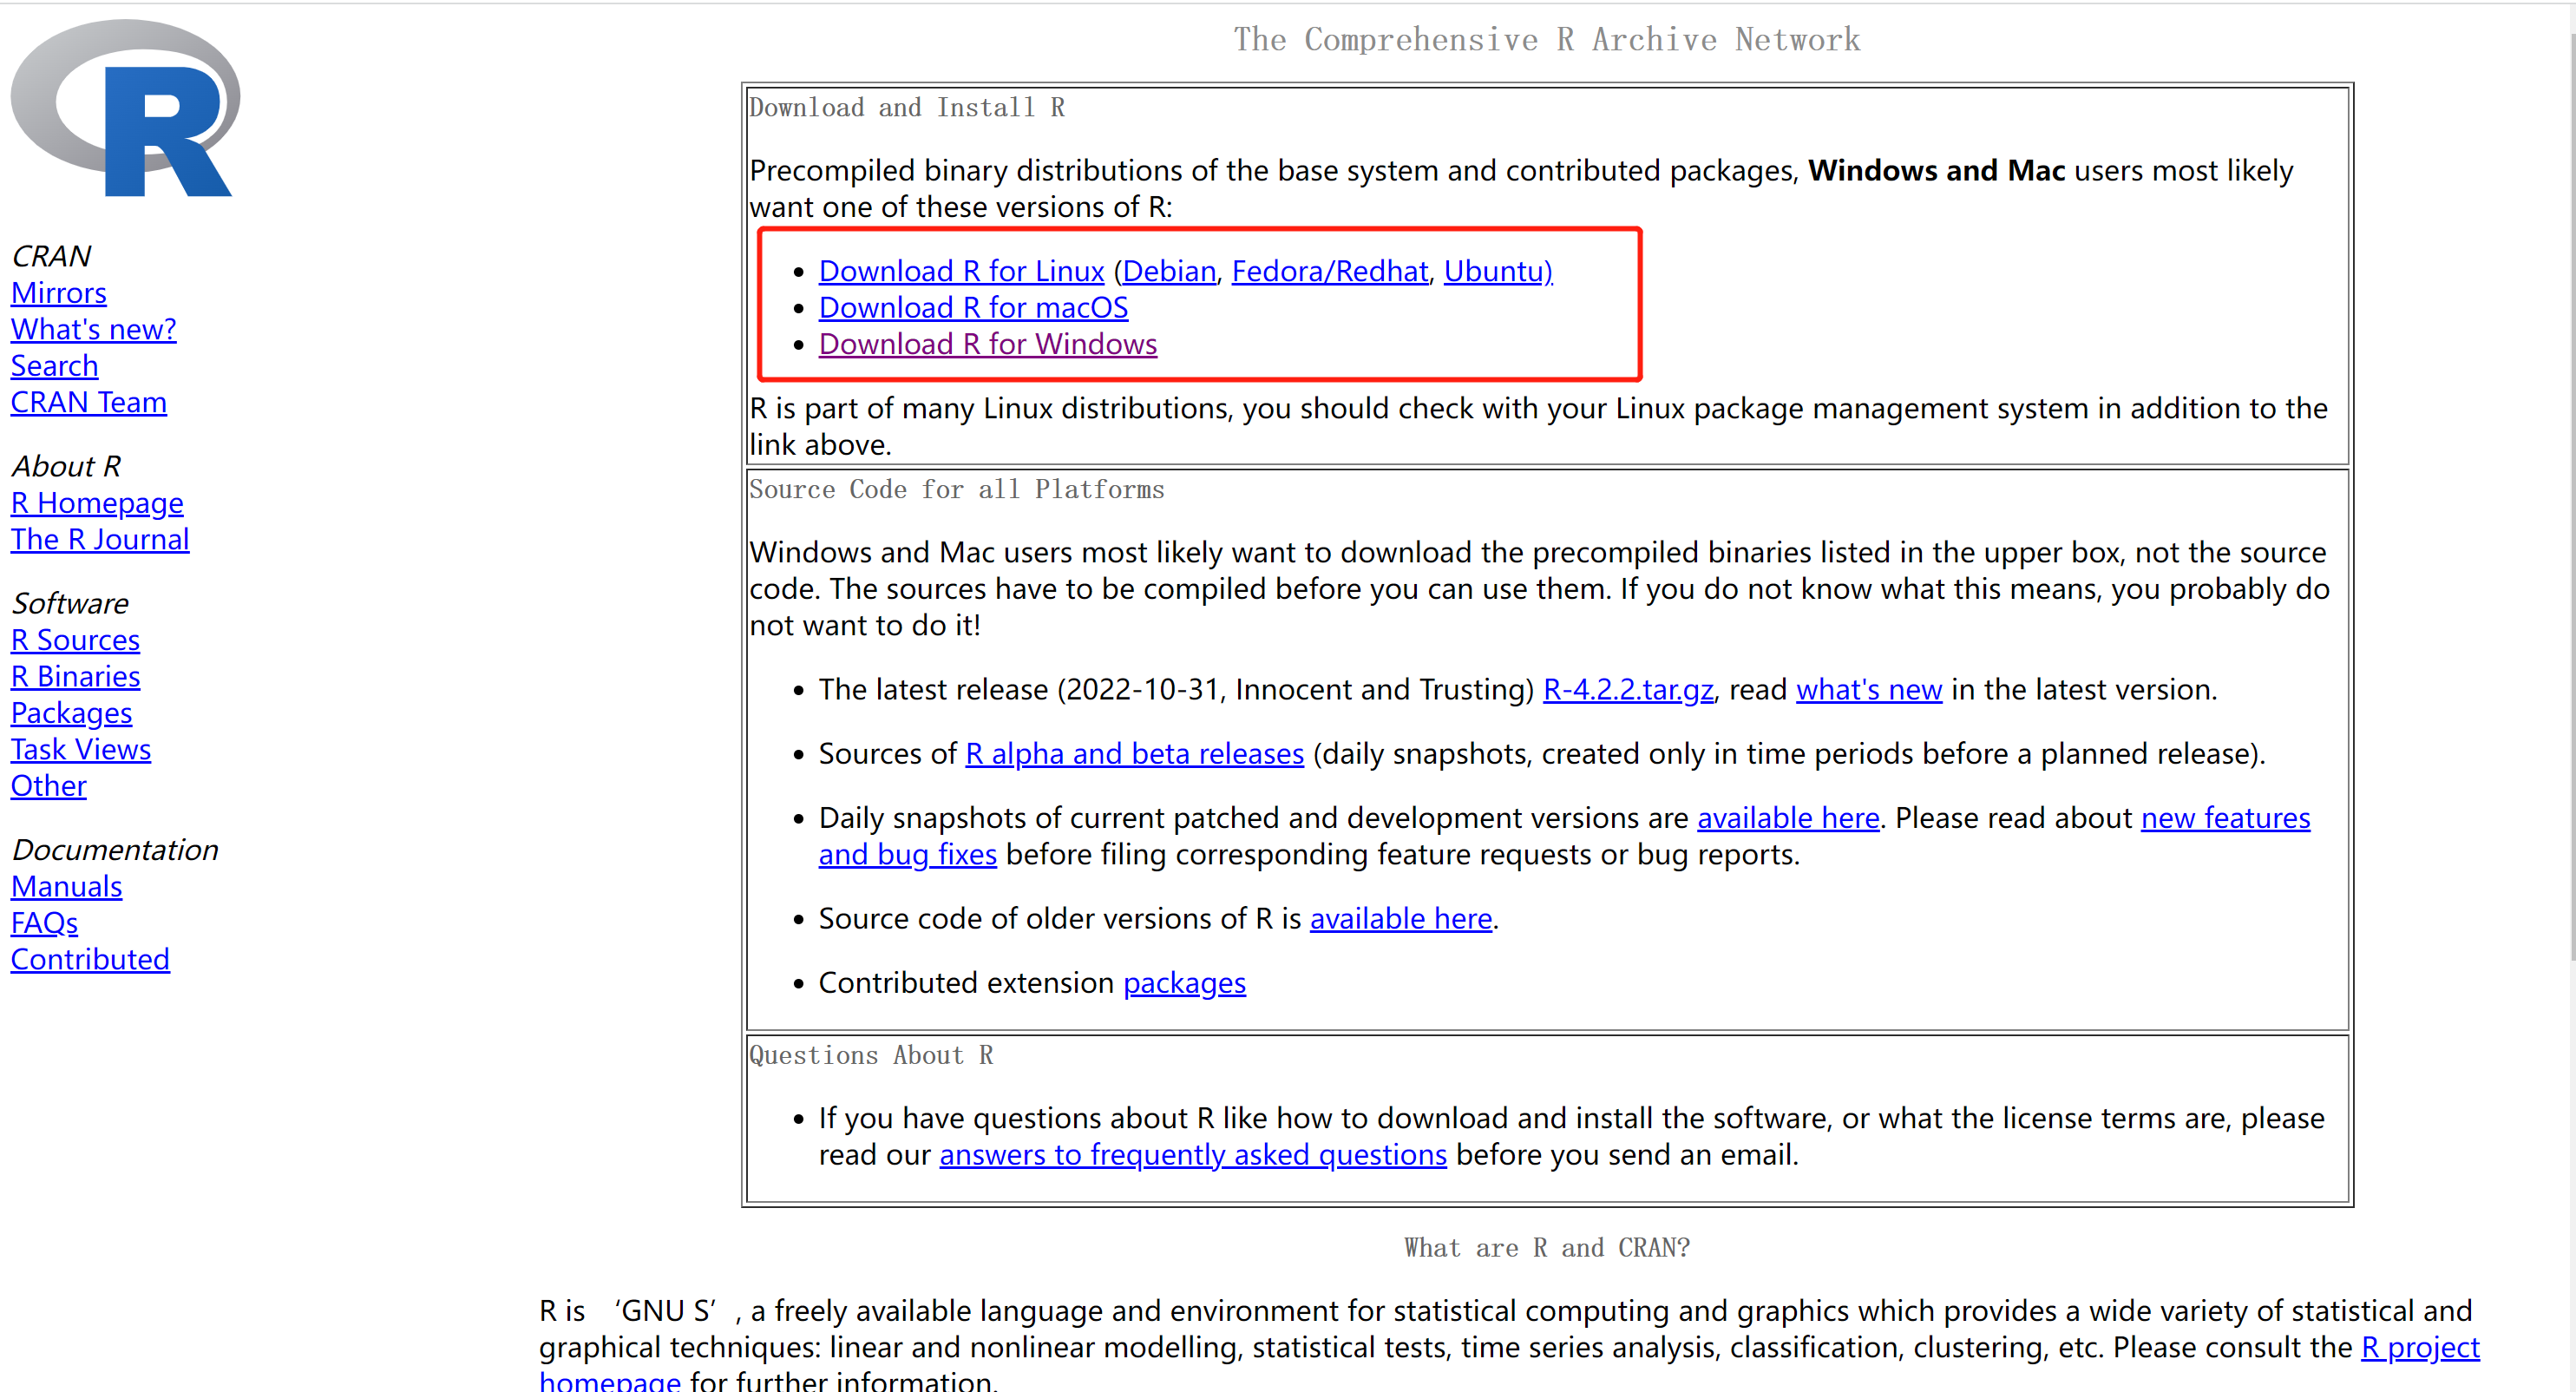 R
CRAN
Mirrors
What's new?
Search
CRAN Team
About R
R Homepage
The R Journal
Software
R Sources
R Binaries
Packages
Task Views
Other
Documentation
Manuals
FAQs
Contributed
The Comprehensive R Archive Network
Download and Install R
Precompiled binary distributions of the base system and contributed packages, Windows and Mac users most likely
want one of these versions of R:
• Download R for Linux (Debian, Fedora/Redhat, Ubuntu)
• Download R for macOS
• Download R for Windows
R is part of many Linux distributions, you should check with your Linux package management system in addition to the
link above.
Source Code for all Platforms
Windows and Mac users most likely want to download the precompiled binaries listed in the upper box, not the source
code. The sources have to be compiled before you can use them. If you do not know what this means, you probably do
not want to do it!
• The latest release (2022-10-31, Innocent and Trusting) R-4.2.2.tar.gz, read what's new in the latest version.
• Sources of R alpha and beta releases (daily snapshots, created only in time periods before a planned release).
• Daily snapshots of current patched and development versions are available here. Please read about new features
and bug fixes before filing corresponding feature requests or bug reports.
• Source code of older versions of R is available here.
• Contributed extension packages
Questions About R
• If you have questions about R like how to download and install the software, or what the license terms are, please
read our answers to frequently asked questions before you send an email.
What are R and CRAN?
R is ‘GNU S’, a freely available language and environment for statistical computing and graphics which provides a wide variety of statistical and
graphical techniques: linear and nonlinear modelling, statistical tests, time series analysis, classification, clustering, etc. Please consult the R project
homepage for further information.